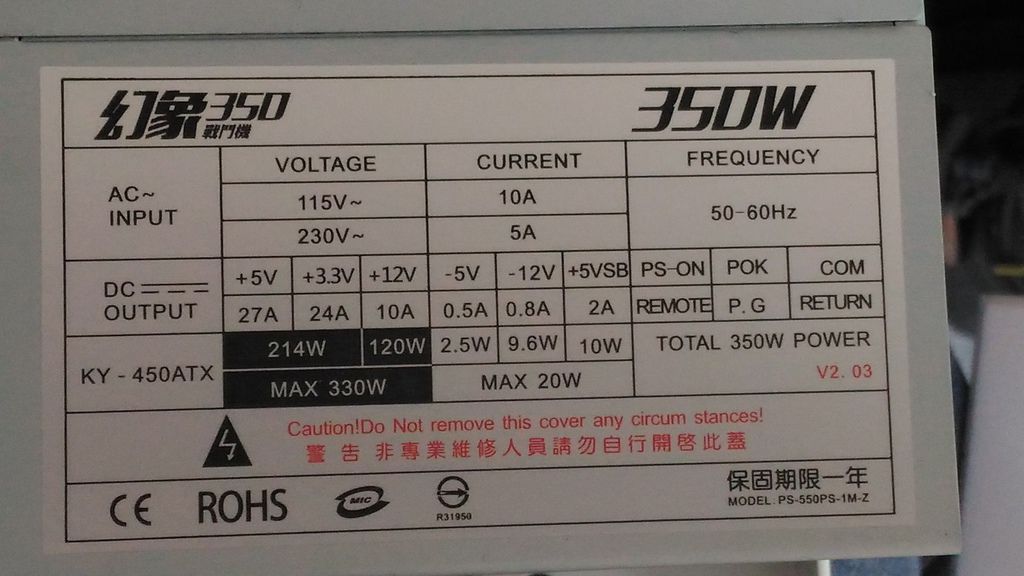 幻象350 350W
戰鬥機
AC~ INPUT VOLTAGE CURRENT FREQUENCY
115V~ 10A 50-60Hz
230V~ 5A
DC OUTPUT +5V +3.3V +12V -5V -12V +5VSB PS-ON POK COM
27A 24A 10A 0.5A 0.8A 2A REMOTE P.G RETURN
KY-450ATX 214W 120W 2.5W 9.6W 10W TOTAL 350W POWER
MAX 330W MAX 20W V2.03
Caution!Do Not remove this cover any circum stances!
警告 非專業維修人員請勿自行開啓此蓋
CE ROHS MIC R31950 保固期限一年
MODEL: PS-550PS-1M-Z